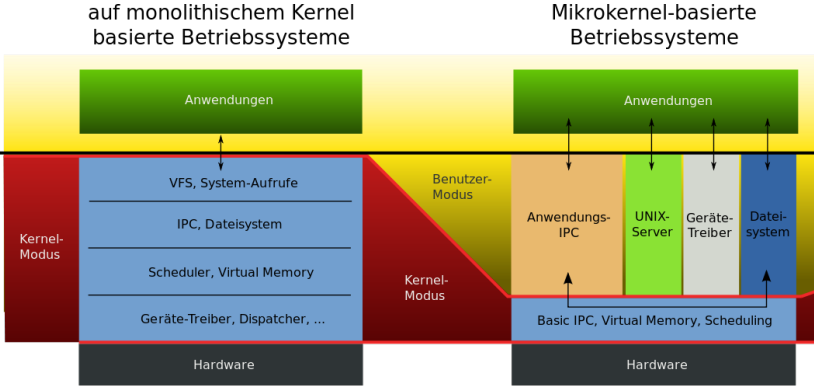 auf monolithischem Kernel
basierte Betriebssysteme
Anwendungen
VFS, System-Aufrufe
IPC, Dateisystem
Scheduler, Virtual Memory
Geräte-Treiber, Dispatcher, ...
Hardware
Kernel-
Modus
Benutzer-
Modus
Kernel-
Modus
Mikrokernel-basierte
Betriebssysteme
Anwendungen
Anwendungs-
IPC
UNIX-
Server
Geräte-
Treiber
Datei-
system
Basic IPC, Virtual Memory, Scheduling
Hardware